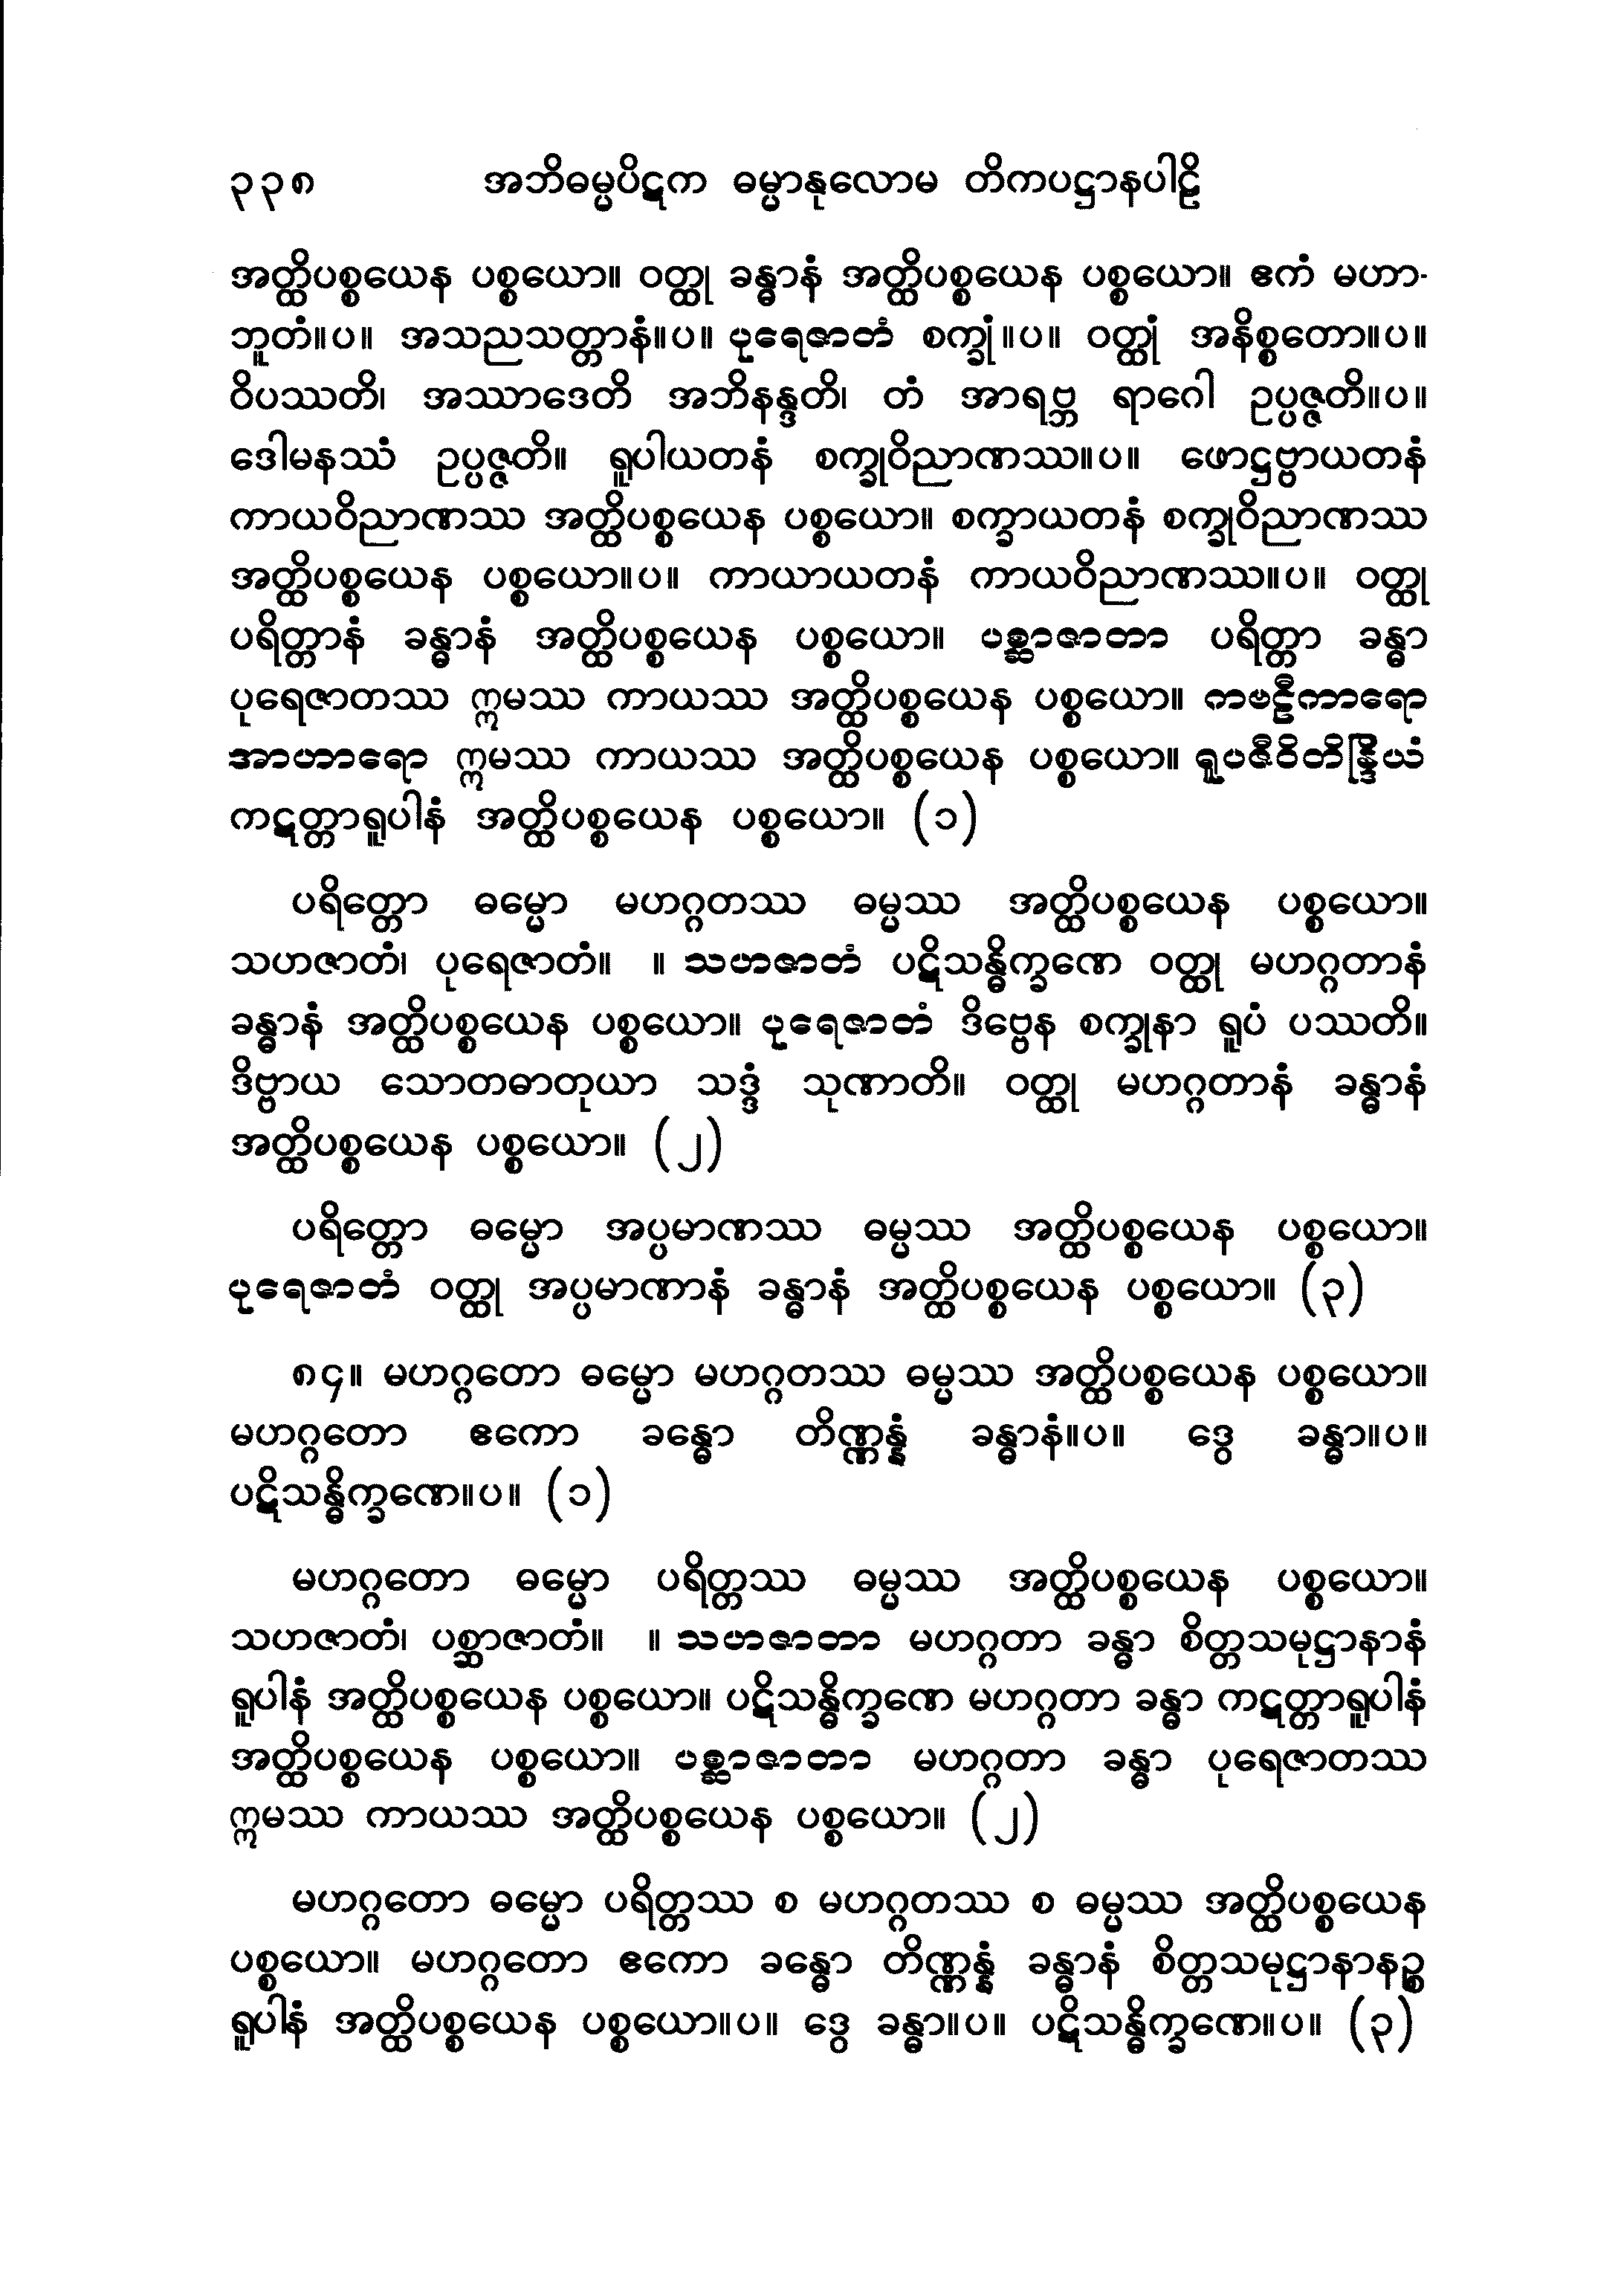 ၃၃၈ အဘိဓမ္မပိဋက ဓမ္မာနုလောမ တိကပဋ္ဌာနပါဠိ
အတ္ထိပစ္စယေန ပစ္စယော။ ဝတ္ထု ခန္ဓာနံ အတ္ထိပစ္စယေန ပစ္စယော။ ဧကံ မဟာ-
ဘူတံ။ပ။ အသညသတ္တာနံ။ပ။ ပုရေဇာတံ စက္ခုံ။ပ။ ဝတ္ထုံ အနိစ္စတော။ပ။
ဝိပဿတိ၊ အဿာဒေတိ အဘိနန္ဒတိ၊ တံ အာရဗ္ဘ ရာဂေါ ဥပ္ပဇ္ဇတိ။ပ။
ဒေါမနဿံ ဥပ္ပဇ္ဇတိ။ ရူပါယတနံ စက္ခုဝိညာဏဿ။ပ။ ဖောဋ္ဌဗ္ဗာယတနံ
ကာယဝိညာဏဿ အတ္ထိပစ္စယေန ပစ္စယော။ စက္ခာယတနံ စက္ခုဝိညာဏဿ
အတ္ထိပစ္စယေန ပစ္စယော။ပ။ ကာယာယတနံ ကာယဝိညာဏဿ။ပ။ ဝတ္ထု
ပရိတ္တာနံ ခန္ဓာနံ အတ္ထိပစ္စယေန ပစ္စယော။ ပစ္ဆာဇာတာ ပရိတ္တာ ခန္ဓာ
ပုရေဇာတဿ ဣမဿ ကာယဿ အတ္ထိပစ္စယေန ပစ္စယော။ ကဗဠီကာရော
အာဟာရော ဣမဿ ကာယဿ အတ္ထိပစ္စယေန ပစ္စယော။ ရူပဇီဝိတိန္ဒြိယံ
ကဋတ္တာရူပါနံ အတ္ထိပစ္စယေန ပစ္စယော။ (၁)
ပရိတ္တော ဓမ္မော မဟဂ္ဂတဿ ဓမ္မဿ အတ္ထိပစ္စယေန ပစ္စယော။
သဟဇာတံ၊ ပုရေဇာတံ။ ။ သဟဇာတံ ပဋိသန္ဓိက္ခဏေ ဝတ္ထု မဟဂ္ဂတာနံ
ခန္ဓာနံ အတ္ထိပစ္စယေန ပစ္စယော။ ပုရေဇာတံ ဒိဗ္ဗေန စက္ခုနာ ရူပံ ပဿတိ။
ဒိဗ္ဗာယ သောတဓာတုယာ သဒ္ဒံ သုဏာတိ။ ဝတ္ထု မဟဂ္ဂတာနံ ခန္ဓာနံ
အတ္ထိပစ္စယေန ပစ္စယော။ (၂)
ပရိတ္တော ဓမ္မော အပ္ပမာဏဿ ဓမ္မဿ အတ္ထိပစ္စယေန ပစ္စယော။
ပုရေဇာတံ ဝတ္ထု အပ္ပမာဏာနံ ခန္ဓာနံ အတ္ထိပစ္စယေန ပစ္စယော။ (၃)
၈၄။ မဟဂ္ဂတော ဓမ္မော မဟဂ္ဂတဿ ဓမ္မဿ အတ္ထိပစ္စယေန ပစ္စယော။
မဟဂ္ဂတော ဧကော ခန္ဓော တိဏ္ဏန္နံ ခန္ဓာနံ။ပ။ ဒွေ ခန္ဓာ။ပ။
ပဋိသန္ဓိက္ခဏေ။ပ။ (၁)
မဟဂ္ဂတော ဓမ္မော ပရိတ္တဿ ဓမ္မဿ အတ္ထိပစ္စယေန ပစ္စယော။
သဟဇာတံ၊ ပစ္ဆာဇာတံ။ ။ သဟဇာတာ မဟဂ္ဂတာ ခန္ဓာ စိတ္တသမုဋ္ဌာနာနံ
ရူပါနံ အတ္ထိပစ္စယေန ပစ္စယော။ ပဋိသန္ဓိက္ခဏေ မဟဂ္ဂတာ ခန္ဓာ ကဋတ္တာရူပါနံ
အတ္ထိပစ္စယေန ပစ္စယော။ ပစ္ဆာဇာတာ မဟဂ္ဂတာ ခန္ဓာ ပုရေဇာတဿ
ဣမဿ ကာယဿ အတ္ထိပစ္စယေန ပစ္စယော။ (၂)
မဟဂ္ဂတော ဓမ္မော ပရိတ္တဿ စ မဟဂ္ဂတဿ စ ဓမ္မဿ အတ္ထိပစ္စယေန
ပစ္စယော။ မဟဂ္ဂတော ဧကော ခန္ဓော တိဏ္ဏန္နံ ခန္ဓာနံ စိတ္တသမုဋ္ဌာနာနဉ္စ
ရူပါနံ အတ္ထိပစ္စယေန ပစ္စယော။ပ။ ဒွေ ခန္ဓာ။ပ။ ပဋိသန္ဓိက္ခဏေ။ပ။ (၃)